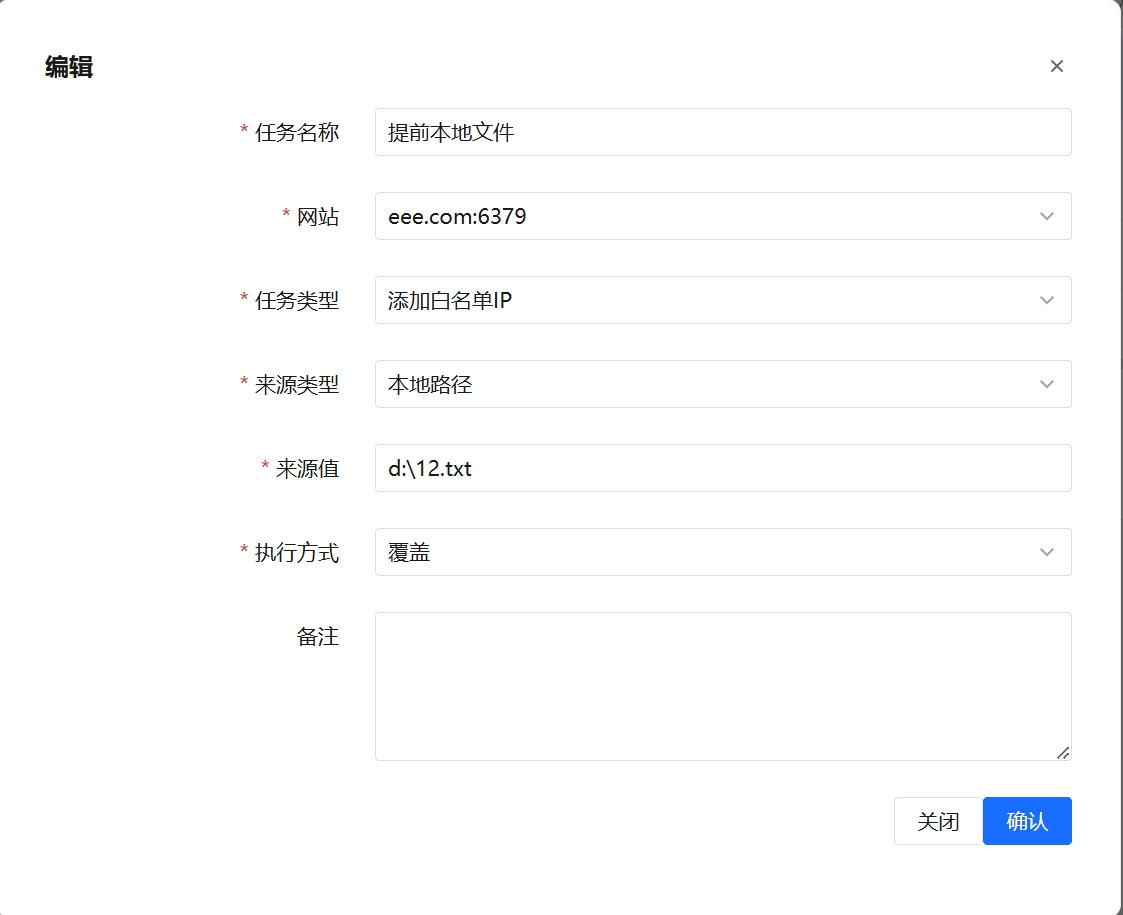 编辑
* 任务名称 提前本地文件
* 网站 eee.com:6379
* 任务类型 添加白名单IP
* 来源类型 本地路径
* 来源值 d:\12.txt
* 执行方式 覆盖
备注
关闭 确认